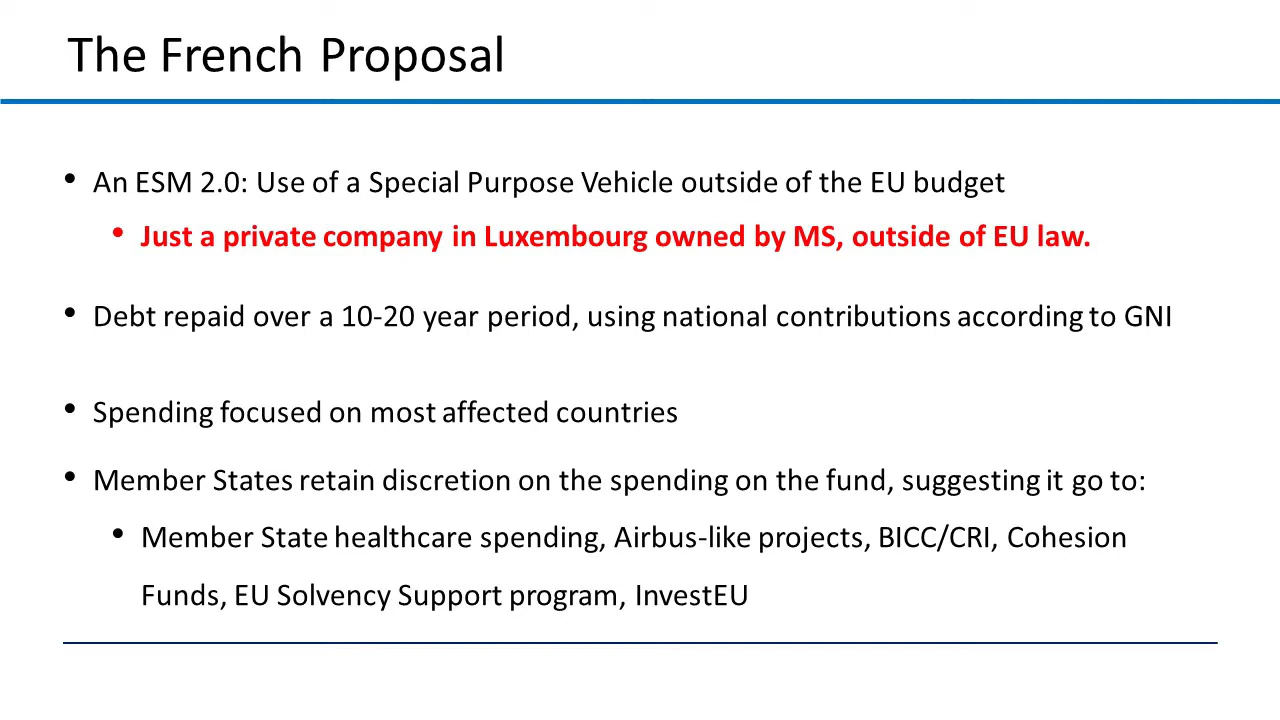 The French Proposal
• An ESM 2.0: Use of a Special Purpose Vehicle outside of the EU budget
• Just a private company in Luxembourg owned by MS, outside of EU law.
• Debt repaid over a 10-20 year period, using national contributions according to GNI
• Spending focused on most affected countries
• Member States retain discretion on the spending on the fund, suggesting it go to:
• Member State healthcare spending, Airbus-like projects, BICC/CRI, Cohesion
Funds, EU Solvency Support program, InvestEU